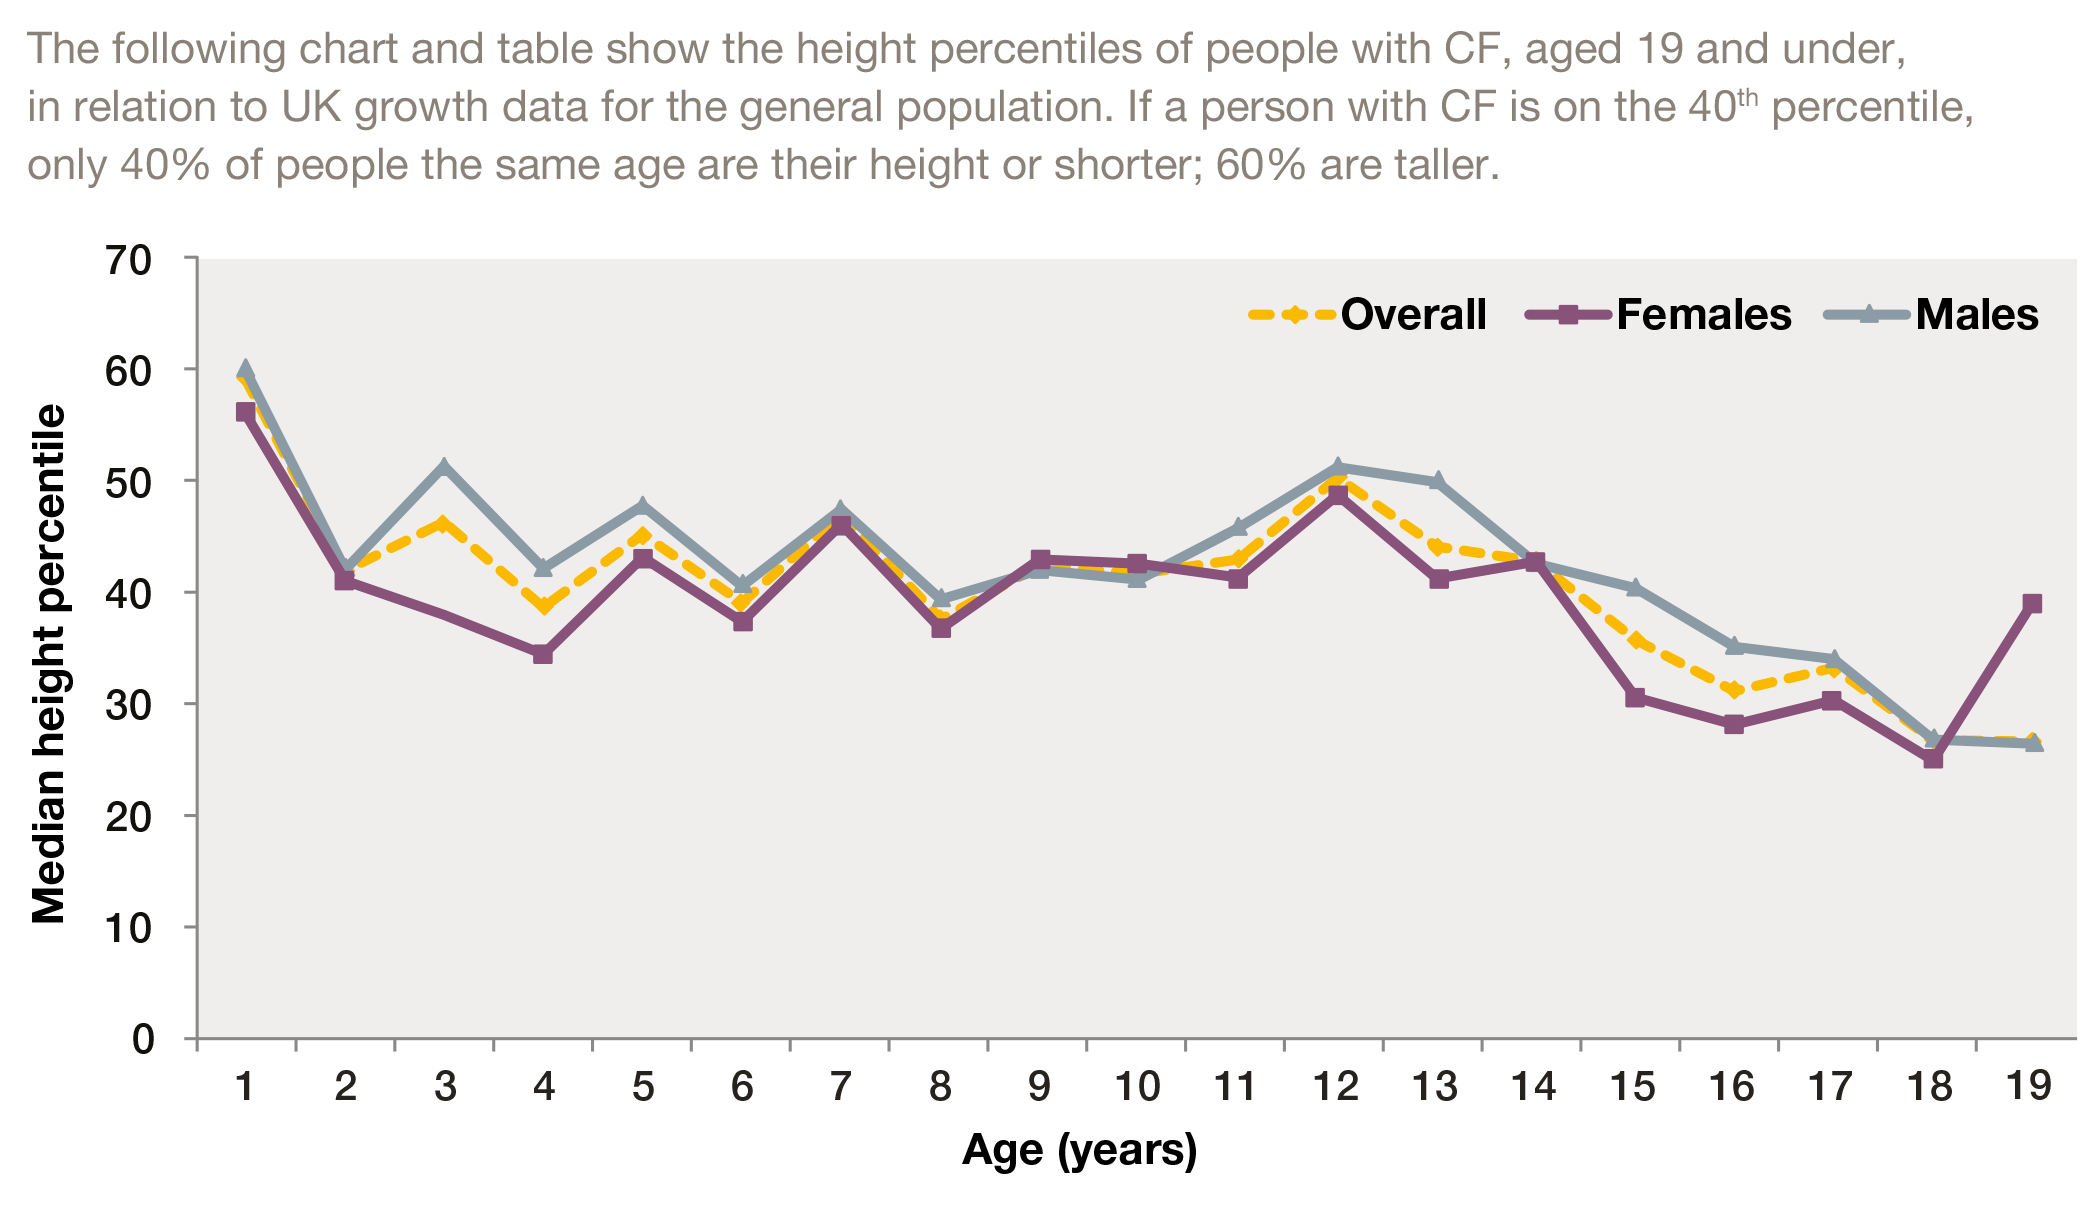 The following chart and table show the height percentiles of people with CF, aged 19 and under,
in relation to UK growth data for the general population. If a person with CF is on the 40th percentile,
only 40% of people the same age are their height or shorter; 60% are taller.
70
Overall Females Males
60
50
40
30
20
10
0
Median height percentile
1 2 3 4 5 6 7 8 9 10 11 12 13 14 15 16 17 18 19
Age (years)